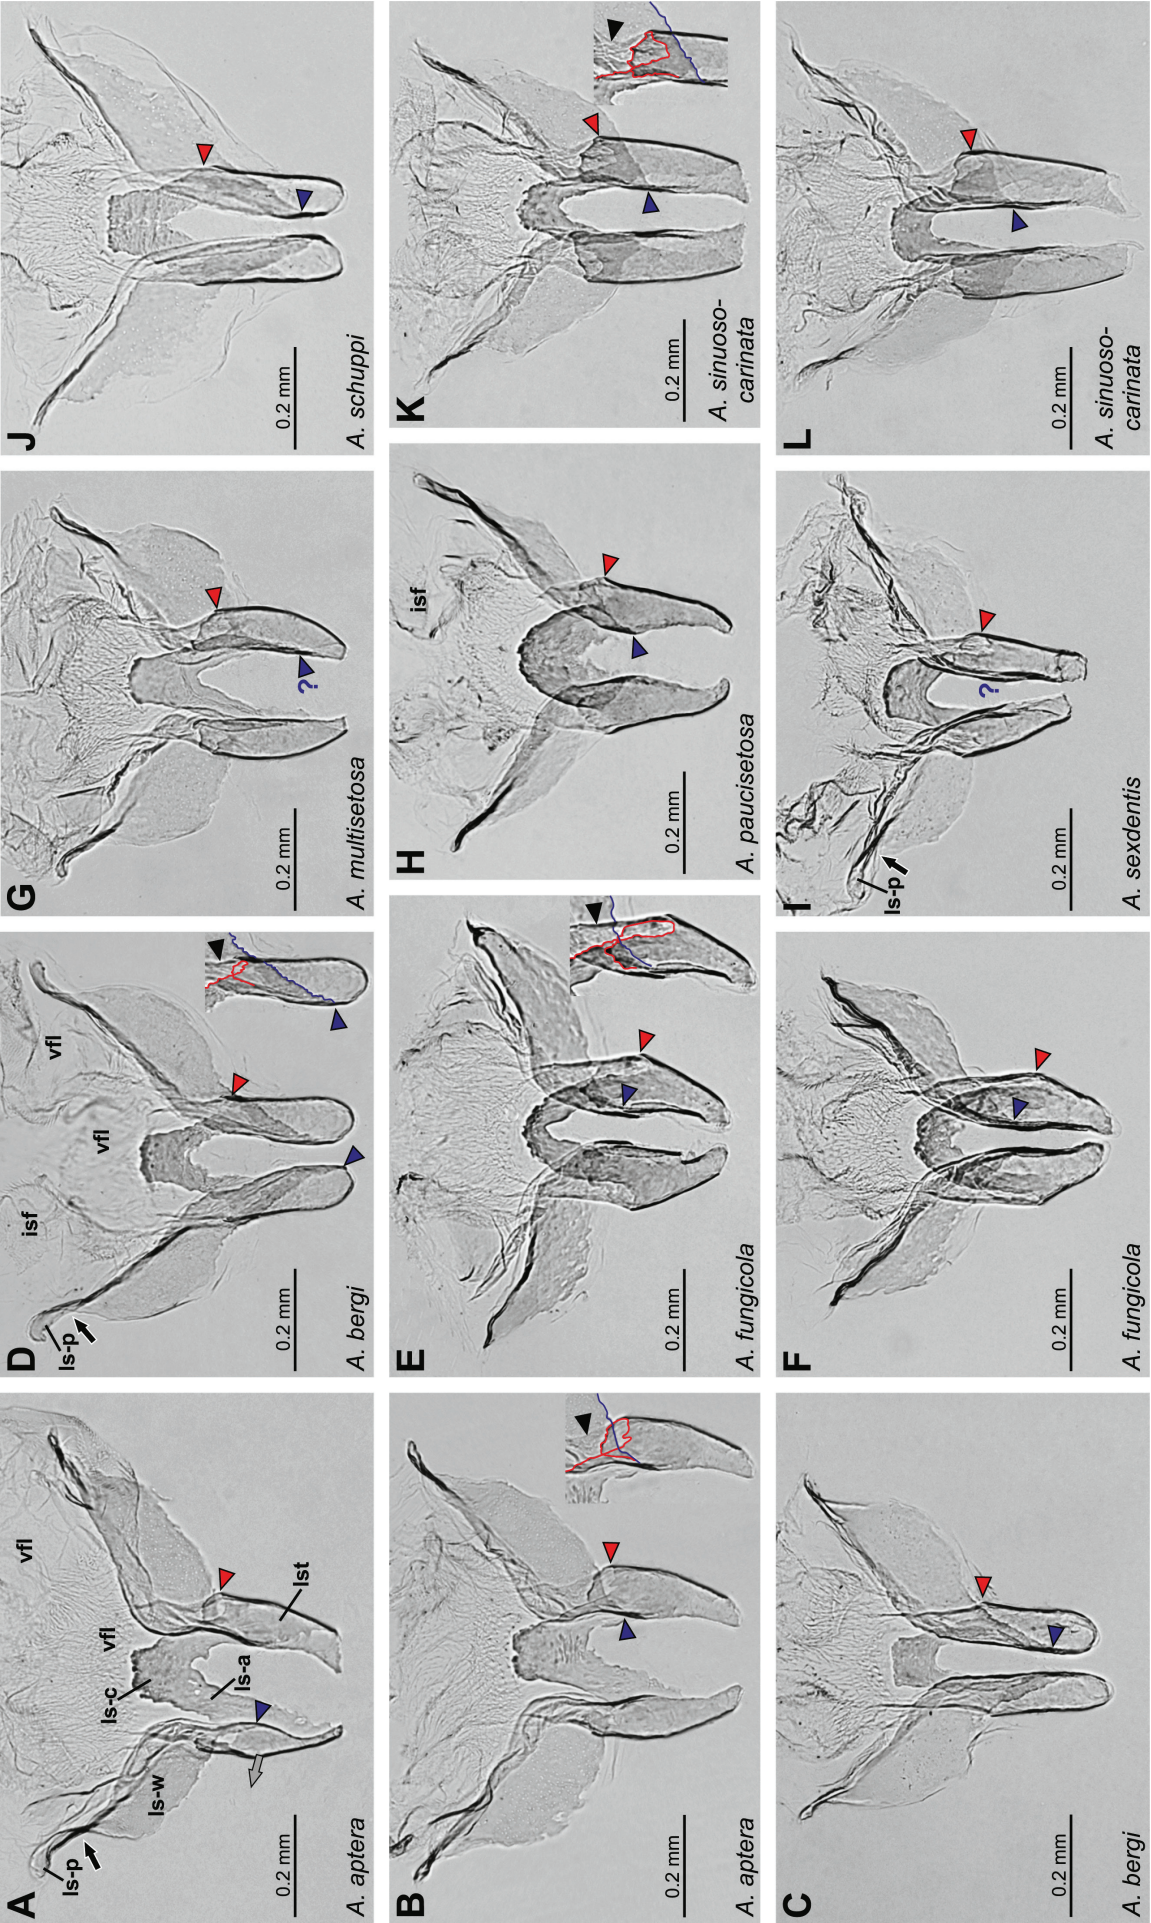 A
vfl
vfl
ls-c
ls-a
lst
ls-w
ls-p
0.2 mm
A. aptera
B
0.2 mm
A. aptera
C
0.2 mm
A. bergi
D
isf
vfl
vfl
ls-p
0.2 mm
A. bergi
E
0.2 mm
A. fungicola
F
0.2 mm
A. fungicola
G
?
0.2 mm
A. multisetosa
H
isf
0.2 mm
A. paucisetosa
I
ls-p
?
0.2 mm
A. sexdentis
J
0.2 mm
A. schuppi
K
0.2 mm
A. sinuoso-
carinata
L
0.2 mm
A. sinuoso-
carinata